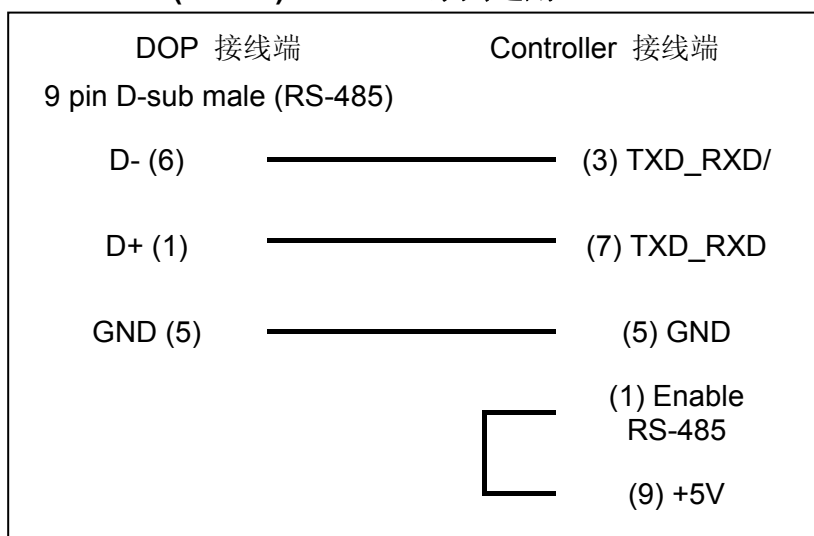 DOP 接线端 Controller 接线端
9 pin D-sub male (RS-485)
D- (6) (3) TXD_RXD/
D+ (1) (7) TXD_RXD
GND (5) (5) GND
(1) Enable
RS-485
(9) +5V